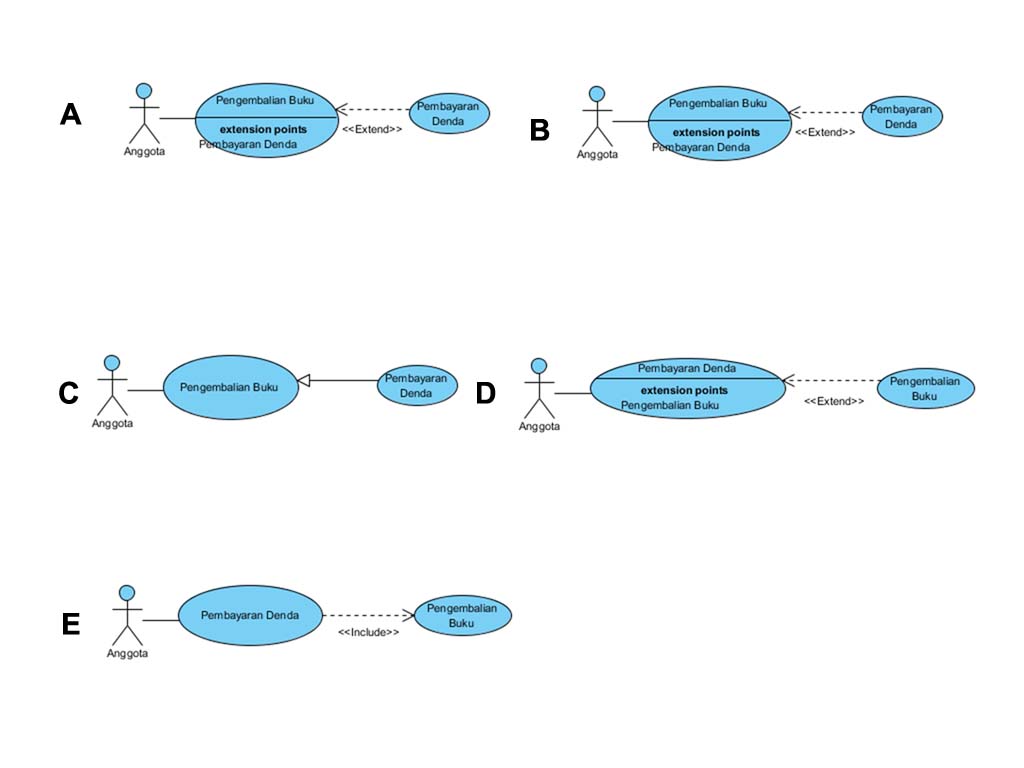 A
Pengembalian Buku
extension points
Pembayaran Denda
Anggota
<<Extend>>
Pembayaran
Denda
B
Pengembalian Buku
extension points
Pembayaran Denda
Anggota
<<Extend>>
Pembayaran
Denda
C
Pengembalian Buku
Anggota
Pembayaran
Denda
D
Pembayaran Denda
extension points
Pengembalian Buku
Anggota
<<Extend>>
Pengembalian
Buku
E
Pembayaran Denda
Anggota
<<Include>>
Pengembalian
Buku